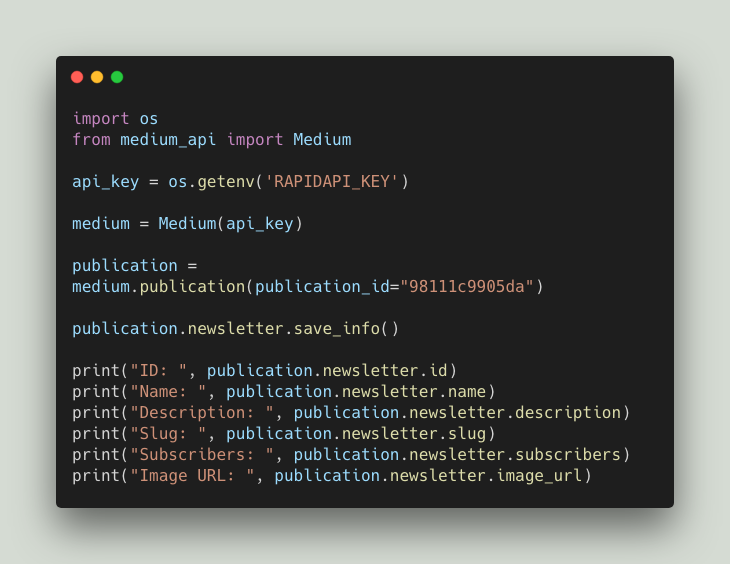 import os
from medium_api import Medium
api_key = os.getenv('RAPIDAPI_KEY')
medium = Medium(api_key)
publication =
medium.publication(publication_id="98111c9905da")
publication.newsletter.save_info()
print("ID: ", publication.newsletter.id)
print("Name: ", publication.newsletter.name)
print("Description: ", publication.newsletter.description)
print("Slug: ", publication.newsletter.slug)
print("Subscribers: ", publication.newsletter.subscribers)
print("Image URL: ", publication.newsletter.image_url)